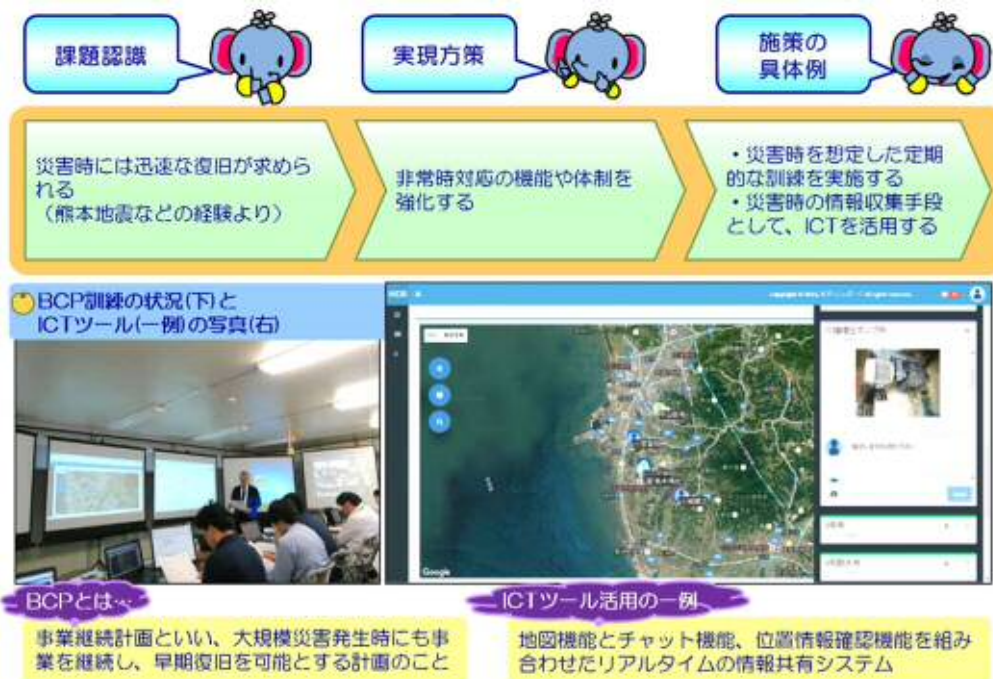 課題認識
実現方策
施策の
具体例
災害時には迅速な復旧が求めら
れる
（熊本地震などの経験より）
非常時対応の機能や体制を
強化する
・災害時を想定した定期
的な訓練を実施する
・災害時の情報収集手段
として、ICTを活用する
BCP訓練の状況(下)と
ICTツール(一例)の写真(右)
Google
BCPとは～
事業継続計画といい、大規模災害発生時にも事
業を継続し、早期復旧を可能とする計画のこと
ICTツール活用の一例
地図機能とチャット機能、位置情報確認機能を組み
合わせたリアルタイムの情報共有システム